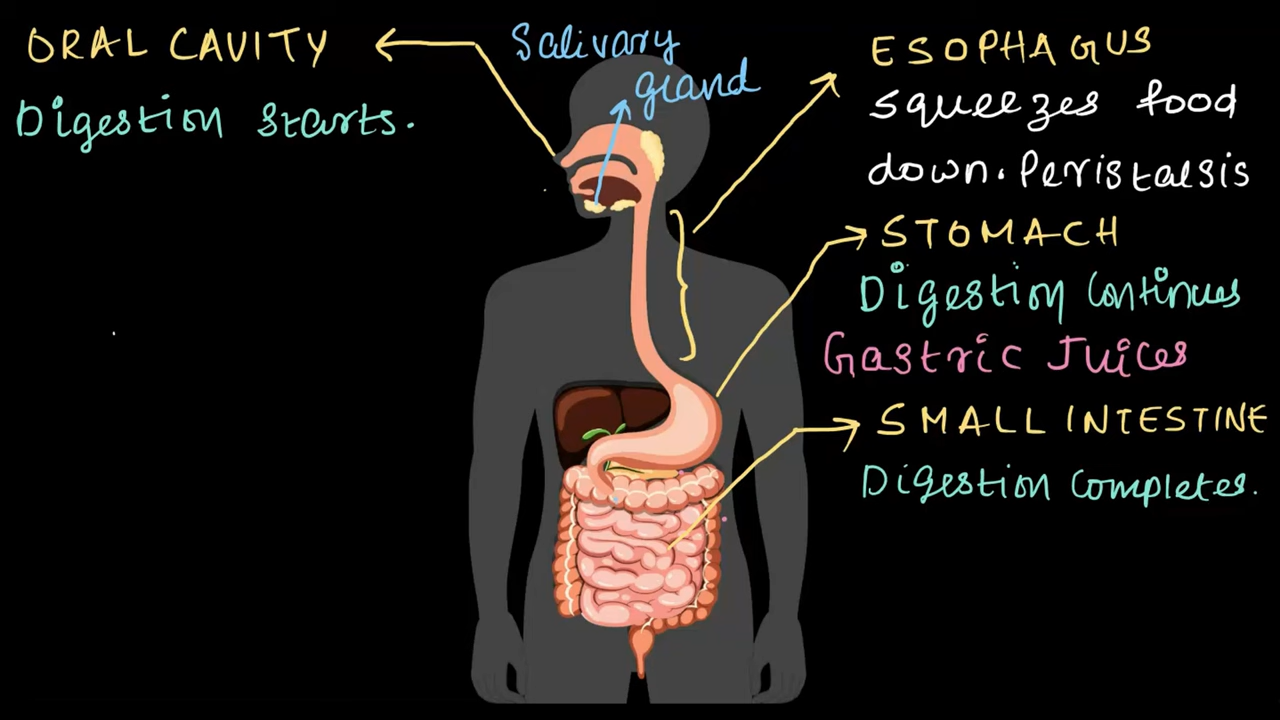 ORAL CAVITY
Digestion starts.
Salivary
gland
ESOPHAGUS
squeezes food
down. Peristalsis
STOMACH
Digestion continues
Gastric Juices
SMALL INTESTINE
Digestion completes.